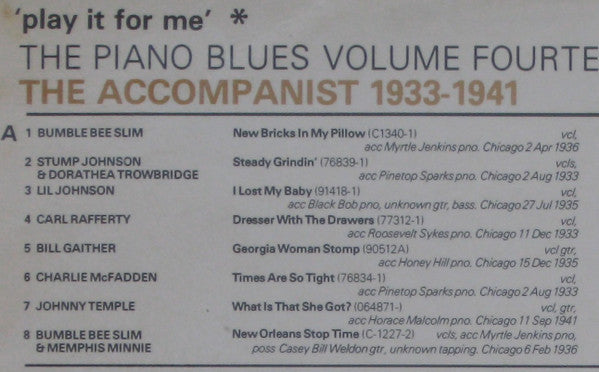 'play it for me' *
THE PIANO BLUES VOLUME FOURTE
THE ACCOMPANIST 1933-1941
A 1 BUMBLE BEE SLIM New Bricks In My Pillow (C1340-1) vcl,
acc Myrtle Jenkins pno. Chicago 2 Apr 1936
2 STUMP JOHNSON Steady Grindin' (76839-1) vcls,
& DORATHEA TROWBRIDGE acc Pinetop Sparks pno. Chicago 2 Aug 1933
3 LIL JOHNSON I Lost My Baby (91418-1) vcl,
acc Black Bob pno, unknown gtr, bass. Chicago 27 Jul 1935
4 CARL RAFFERTY Dresser With The Drawers (77312-1) vcl,
acc Roosevelt Sykes pno. Chicago 11 Dec 1933
5 BILL GAITHER Georgia Woman Stomp (90512A) vcl gtr,
acc Honey Hill pno. Chicago 15 Dec 1935
6 CHARLIE McFADDEN Times Are So Tight (76834-1) vcl,
acc Pinetop Sparks pno. Chicago 2 Aug 1933
7 JOHNNY TEMPLE What Is That She Got? (064871-) vcl, gtr,
acc Horace Malcolm pno. Chicago 11 Sep 1941
8 BUMBLE BEE SLIM New Orleans Stop Time (C-1227-2) vcls, acc Myrtle Jenkins pno,
& MEMPHIS MINNIE poss Casey Bill Weldon gtr, unknown tapping. Chicago 6 Feb 1936